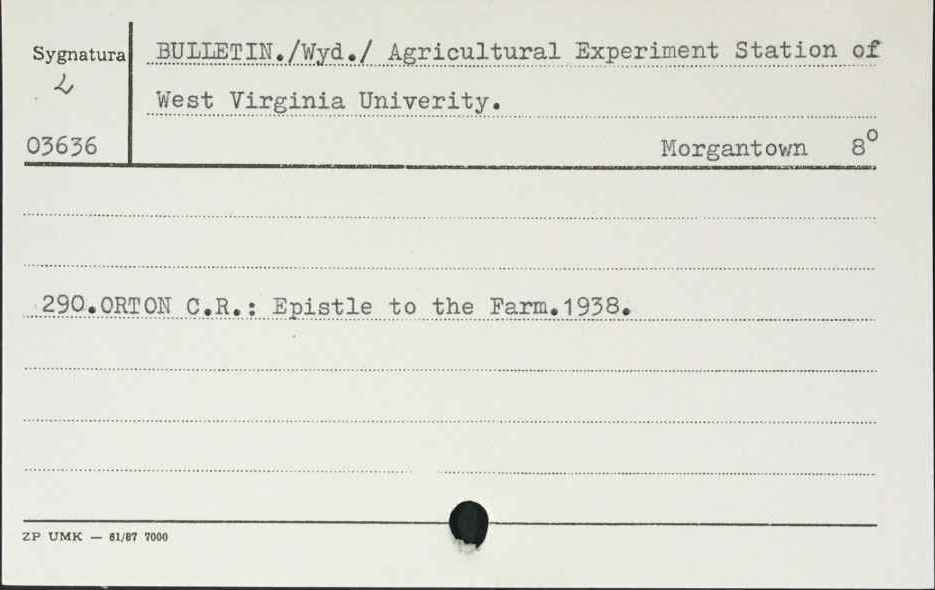 Sygnatura
BULLETIN./Wyd./ Agricultural Experiment Station of
West Virginia Univerity.
03636
Morgantown 8°
290.ORTON C.R.: Epistle to the Farm.1938.
ZP UMK — 81/87 7000